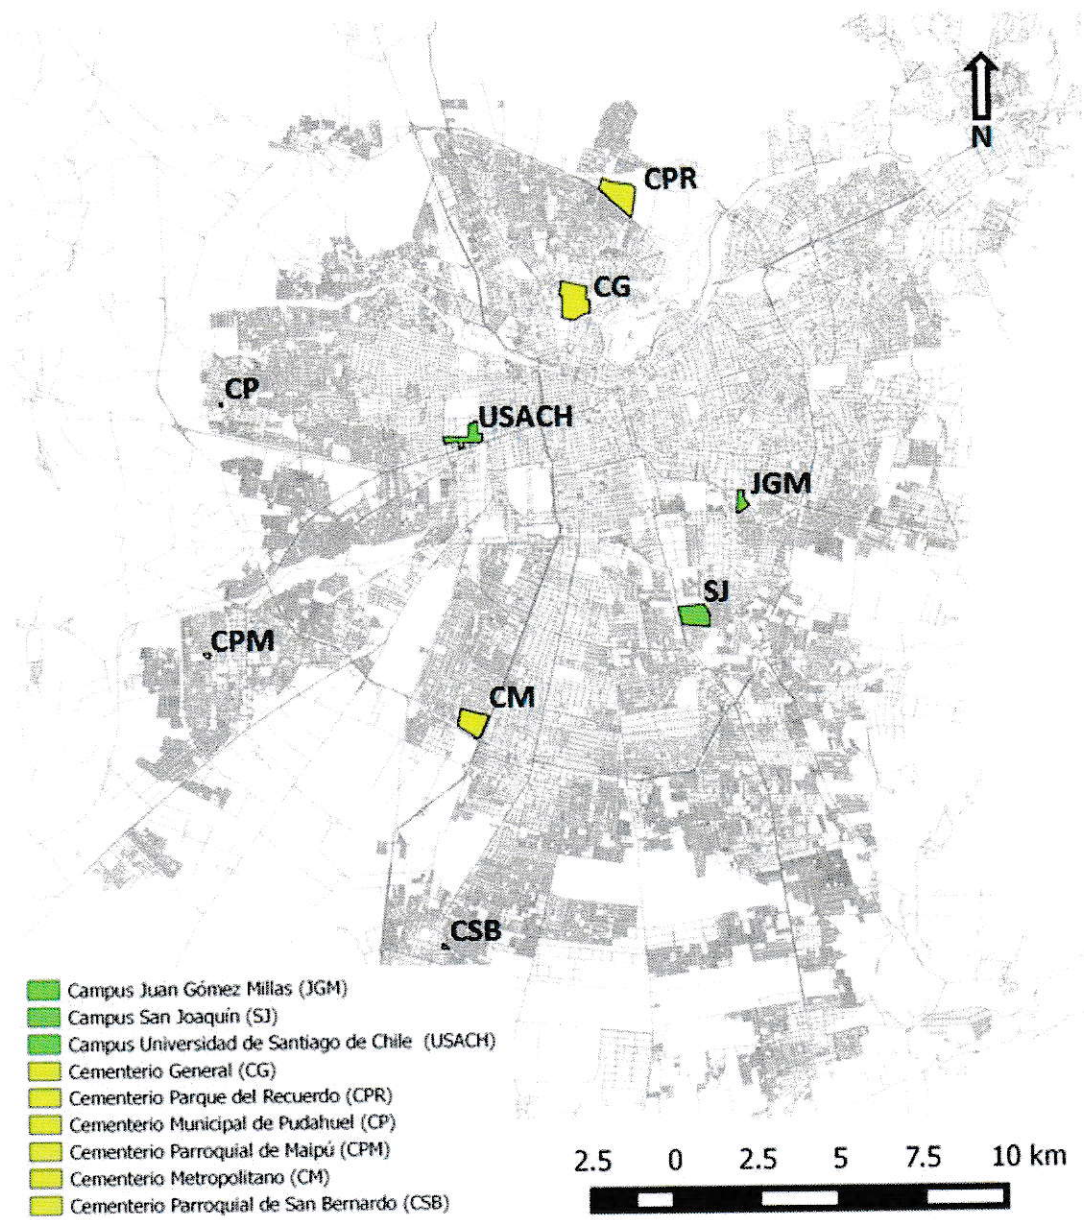 N
CPR
CG
CP
USACH
JGM
SJ
CPM
CM
CSB
Campus Juan Gómez Millas (JGM)
Campus San Joaquín (SJ)
Campus Universidad de Santiago de Chile (USACH)
Cementerio General (CG)
Cementerio Parque del Recuerdo (CPR)
Cementerio Municipal de Pudahuel (CP)
Cementerio Parroquial de Maipú (CPM)
Cementerio Metropolitano (CM)
Cementerio Parroquial de San Bernardo (CSB)
2.5 0 2.5 5 7.5 10 km